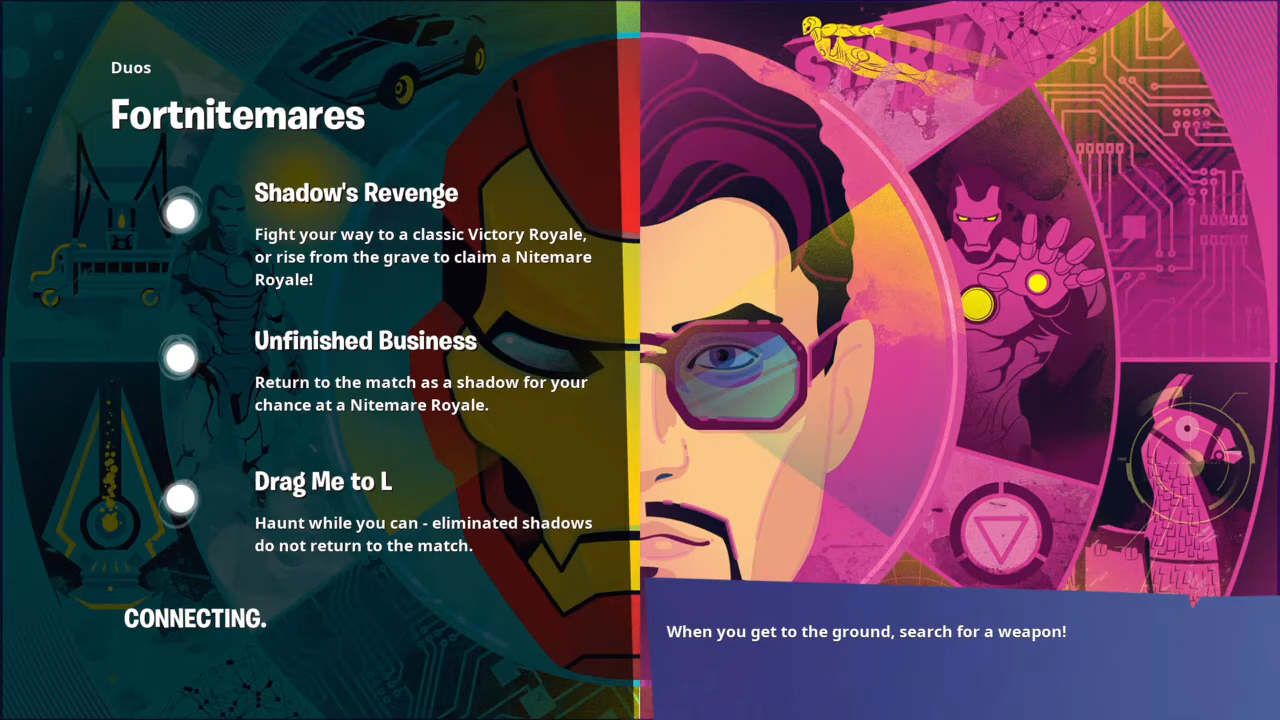 Duos
Fortnitemares
Shadow's Revenge
Fight your way to a classic Victory Royale,
or rise from the grave to claim a Nitemare
Royale!
Unfinished Business
Return to the match as a shadow for your
chance at a Nitemare Royale.
Drag Me to L
Haunt while you can - eliminated shadows
do not return to the match.
CONNECTING.
STARK
When you get to the ground, search for a weapon!